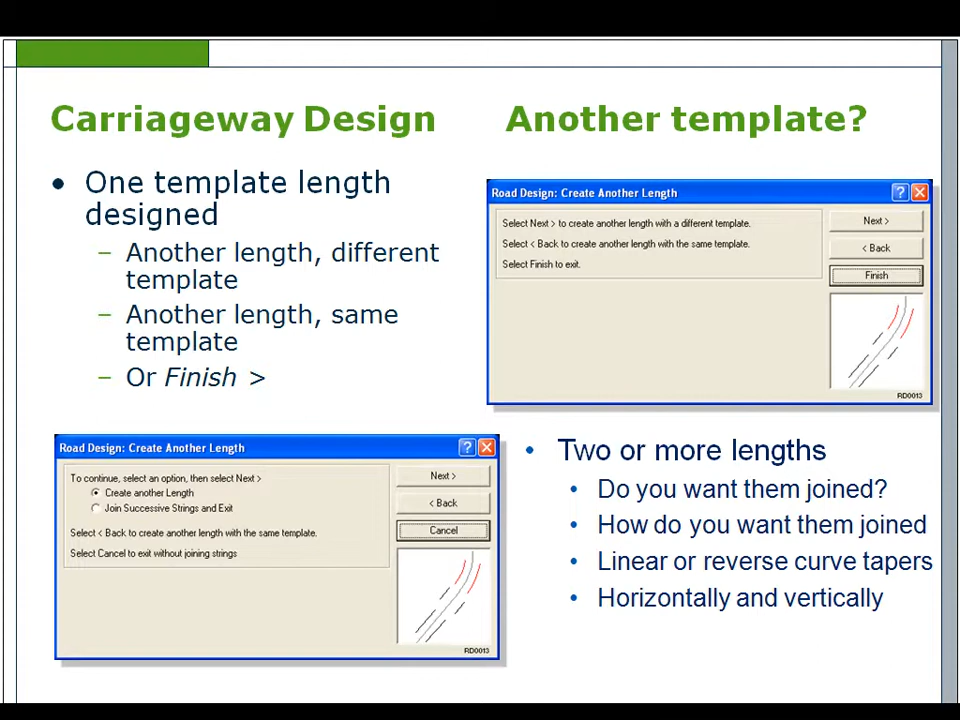 Carriageway Design
Another template?
• One template length
designed
– Another length, different
template
– Another length, same
template
– Or Finish >
Road Design: Create Another Length
Select Next > to create another length with a different template.
Select < Back to create another length with the same template.
Select Finish to exit.
Next >
< Back
Finish
RD0013
Road Design: Create Another Length
To continue, select an option, then select Next >
Create another Length
Join Successive Strings and Exit
Select < Back to create another length with the same template.
Select Cancel to exit without joining strings
Next >
< Back
Cancel
RD0013
• Two or more lengths
• Do you want them joined?
• How do you want them joined
• Linear or reverse curve tapers
• Horizontally and vertically